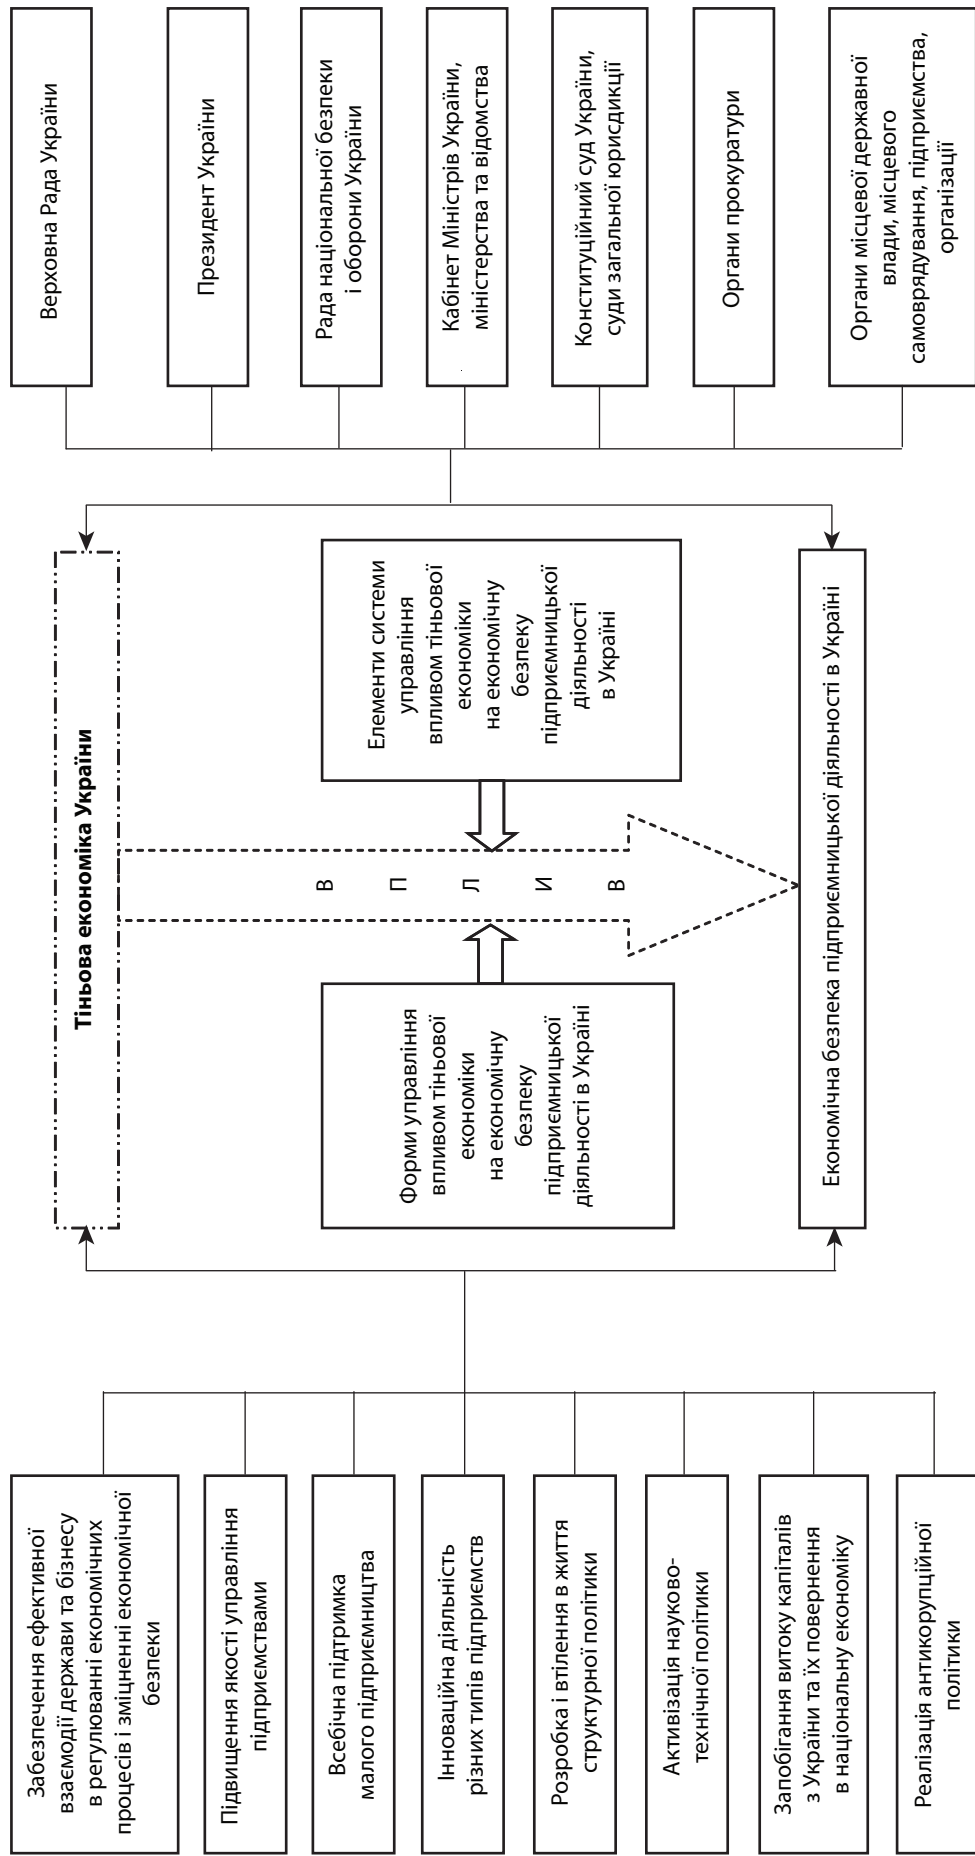 Забезпечення ефективної
взаємодії держави та бізнесу
в регулюванні економічних
процесів і зміцненні економічної
безпеки
Підвищення якості управління
підприємствами
Всебічна підтримка
малого підприємництва
Інноваційна діяльність
різних типів підприємств
Розробка і втілення в життя
структурної політики
Активізація науково-
технічної політики
Запобігання витоку капіталів
з України та їх повернення
в національну економіку
Реалізація антикорупційної
політики
Тіньова економіка України
Форми управління
впливом тіньової
економіки
на економічну
безпеку
підприємницької
діяльності в Україні
В
П
Л
И
В
Елементи системи
управління
впливом тіньової
економіки
на економічну
безпеку
підприємницької
діяльності
в Україні
Економічна безпека підприємницької діяльності в Україні
Верховна Рада України
Президент України
Рада національної безпеки
і оборони України
Кабінет Міністрів України,
міністерства та відомства
Конституційний суд України,
суди загальної юрисдикції
Органи прокуратури
Органи місцевої державної
влади, місцевого
самоврядування, підприємства,
організації